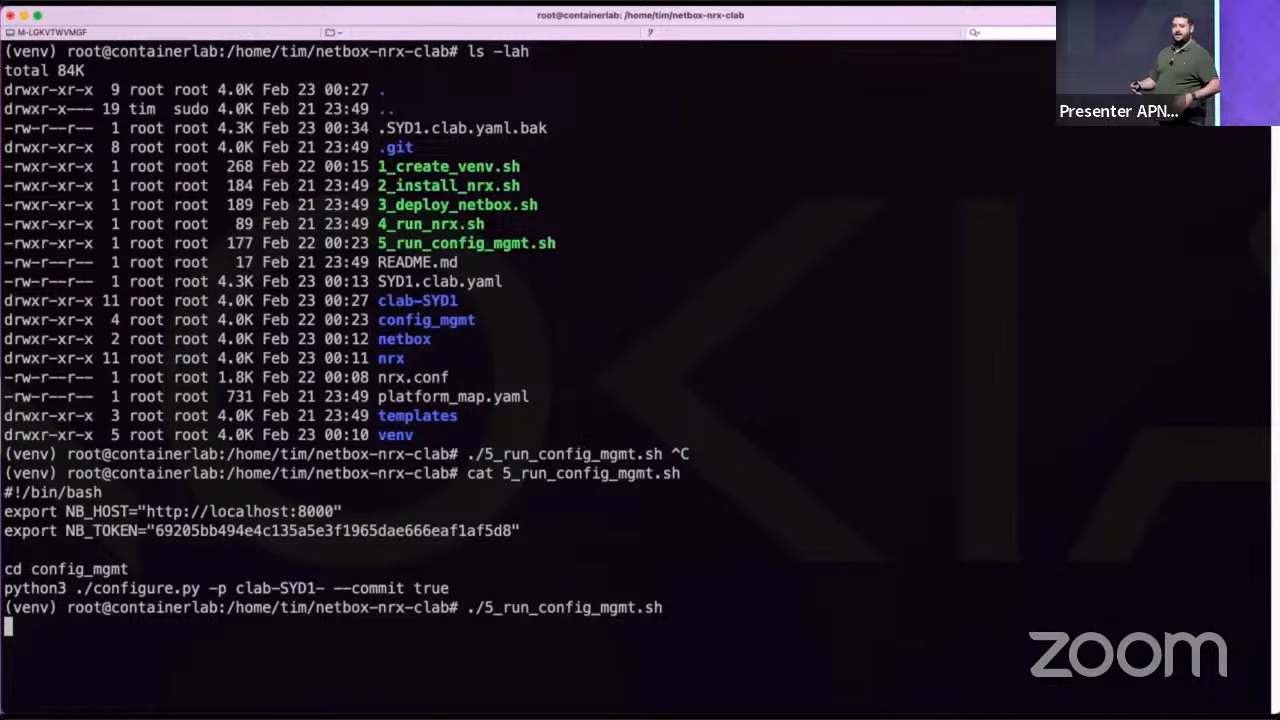 root@containerlab: /home/tim/netbox-nrx-clab
M-LGKVTWVMGF
(venv) root@containerlab:/home/tim/netbox-nrx-clab# ls -lah
total 84K
drwxr-xr-x 9 root root 4.0K Feb 23 00:27 .
drwxr-x--- 19 tim sudo 4.0K Feb 21 23:49 ..
-rw-r--r-- 1 root root 4.3K Feb 23 00:34 .SYD1.clab.yaml.bak
drwxr-xr-x 8 root root 4.0K Feb 21 23:49 .git
-rwxr-xr-x 1 root root 268 Feb 22 00:15 1_create_venv.sh
-rwxr-xr-x 1 root root 184 Feb 21 23:49 2_install_nrx.sh
-rwxr-xr-x 1 root root 189 Feb 21 23:49 3_deploy_netbox.sh
-rwxr-xr-x 1 root root 89 Feb 21 23:49 4_run_nrx.sh
-rwxr-xr-x 1 root root 177 Feb 22 00:23 5_run_config_mgmt.sh
-rw-r--r-- 1 root root 17 Feb 21 23:49 README.md
-rw-r--r-- 1 root root 4.3K Feb 23 00:13 SYD1.clab.yaml
drwxr-xr-x 11 root root 4.0K Feb 23 00:27 clab-SYD1
drwxr-xr-x 4 root root 4.0K Feb 22 00:23 config_mgmt
drwxr-xr-x 2 root root 4.0K Feb 23 00:12 netbox
drwxr-xr-x 11 root root 4.0K Feb 23 00:11 nrx
-rw-r--r-- 1 root root 1.8K Feb 22 00:08 nrx.conf
-rw-r--r-- 1 root root 731 Feb 21 23:49 platform_map.yaml
drwxr-xr-x 3 root root 4.0K Feb 21 23:49 templates
drwxr-xr-x 5 root root 4.0K Feb 23 00:10 venv
(venv) root@containerlab:/home/tim/netbox-nrx-clab# ./5_run_config_mgmt.sh ^C
(venv) root@containerlab:/home/tim/netbox-nrx-clab# cat 5_run_config_mgmt.sh
#!/bin/bash
export NB_HOST="http://localhost:8000"
export NB_TOKEN="69205bb494e4c135a5e3f1965dae666eaf1af5d8"
cd config_mgmt
python3 ./configure.py -p clab-SYD1- --commit true
(venv) root@containerlab:/home/tim/netbox-nrx-clab# ./5_run_config_mgmt.sh
Presenter APN...
zoom